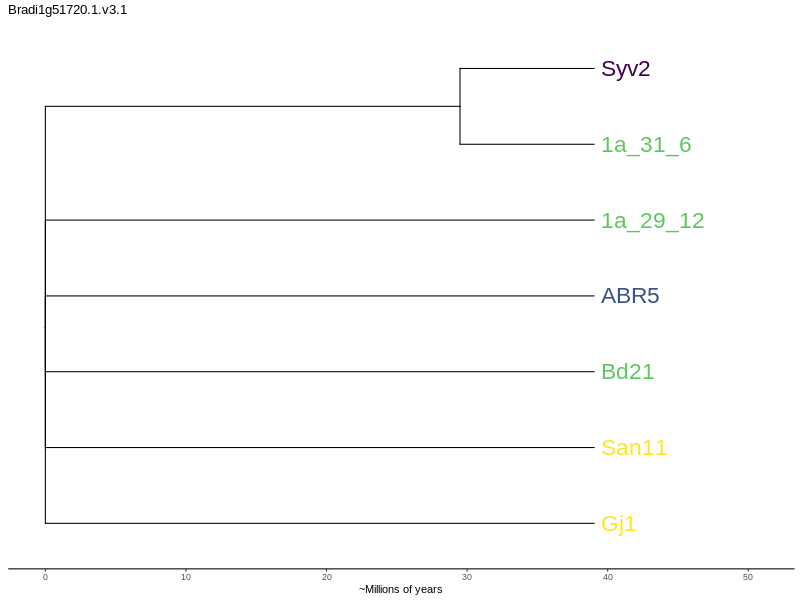 Bradi1g51720.1.v3.1
Syv2
1a_31_6
1a_29_12
ABR5
Bd21
San11
Gj1
0 10 20 30 40 50
~Millions of years